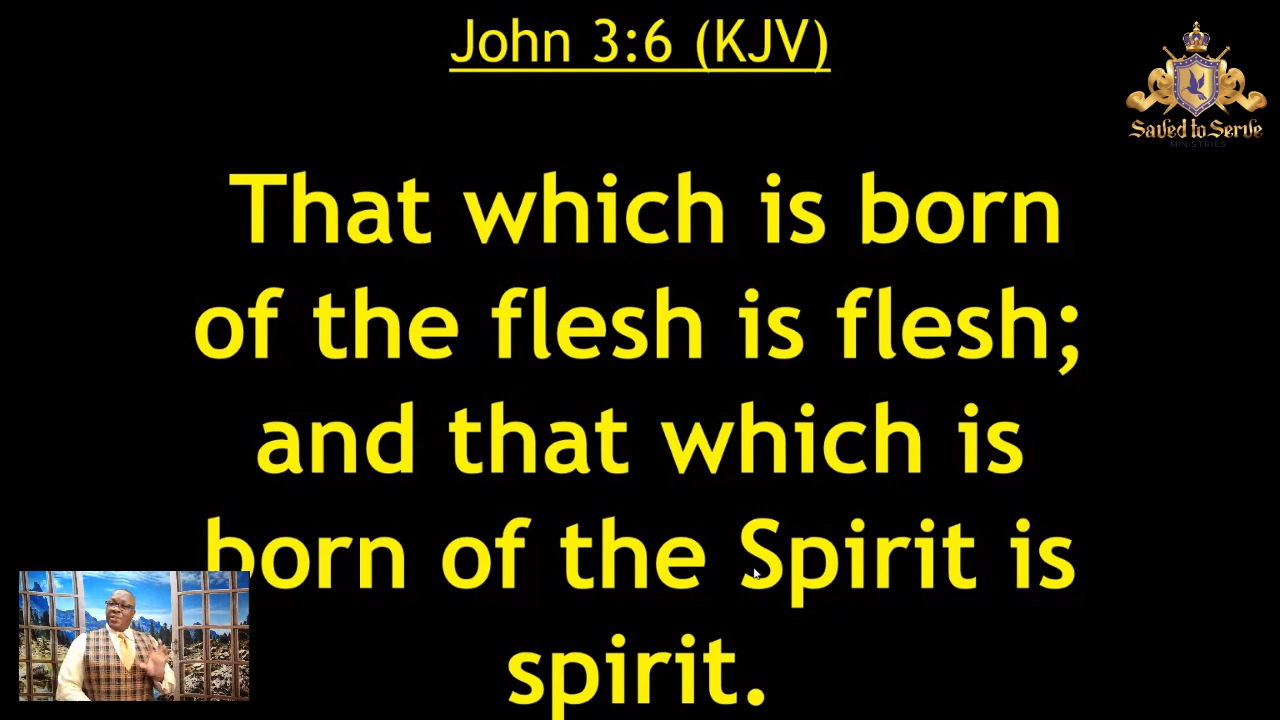 John 3:6 (KJV)
Saved to Serve
MINISTRIES
That which is born
of the flesh is flesh;
and that which is
born of the Spirit is
spirit.